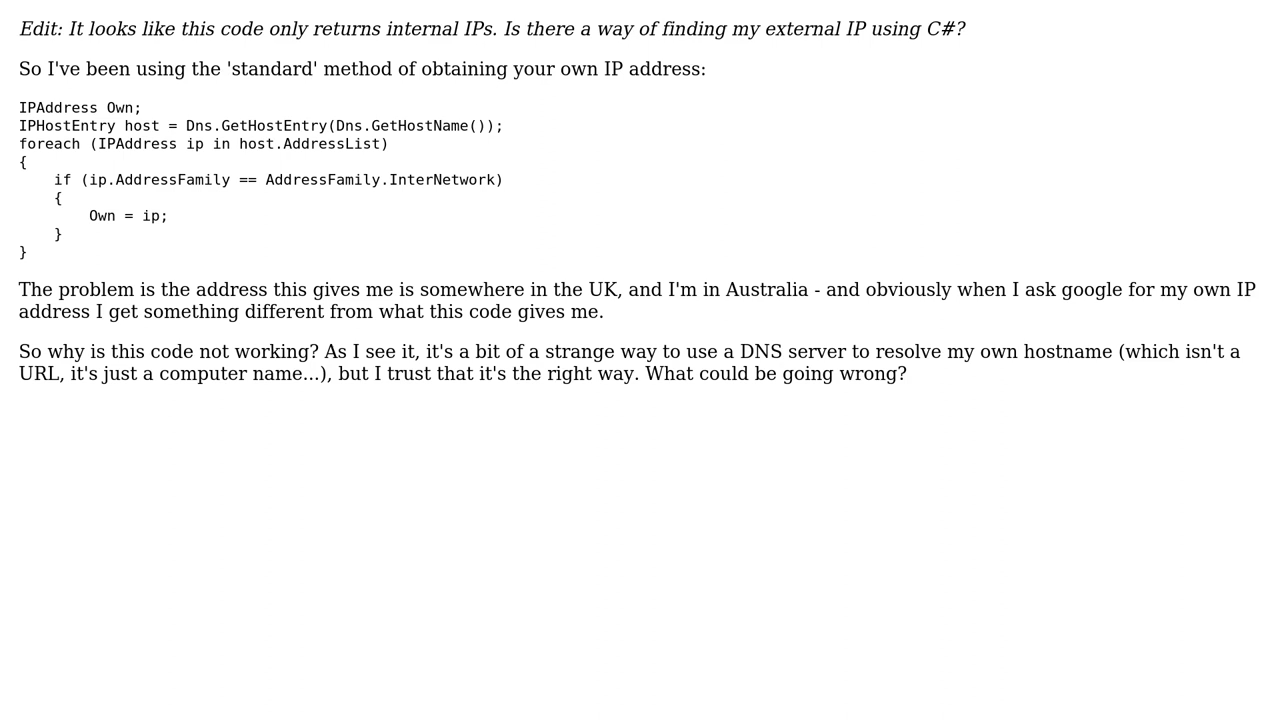 Edit: It looks like this code only returns internal IPs. Is there a way of finding my external IP using C#?
So I've been using the 'standard' method of obtaining your own IP address:
IPAddress Own;
IPHostEntry host = Dns.GetHostEntry(Dns.GetHostName());
foreach (IPAddress ip in host.AddressList)
{
    if (ip.AddressFamily == AddressFamily.InterNetwork)
    {
        Own = ip;
    }
}
The problem is the address this gives me is somewhere in the UK, and I'm in Australia - and obviously when I ask google for my own IP
address I get something different from what this code gives me.
So why is this code not working? As I see it, it's a bit of a strange way to use a DNS server to resolve my own hostname (which isn't a
URL, it's just a computer name...), but I trust that it's the right way. What could be going wrong?